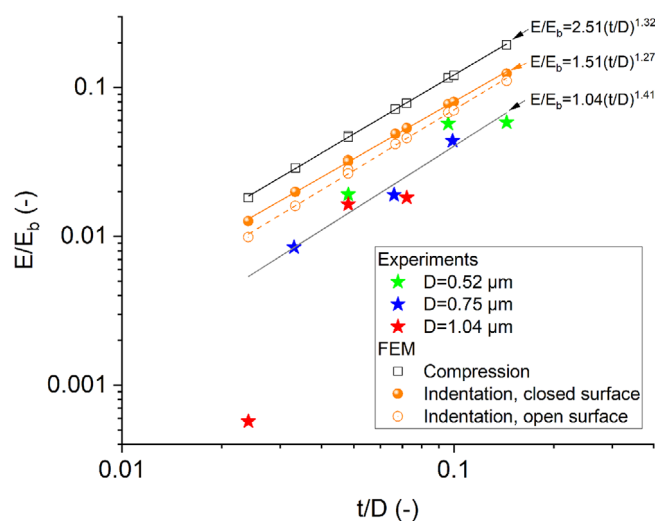 E/E_b=2.51(t/D)^1.32
E/E_b=1.51(t/D)^1.27
E/E_b=1.04(t/D)^1.41
0.1
0.01
0.001
E/E_b (-)
Experiments
D=0.52 μm
D=0.75 μm
D=1.04 μm
FEM
Compression
Indentation, closed surface
Indentation, open surface
0.01 0.1
t/D (-)